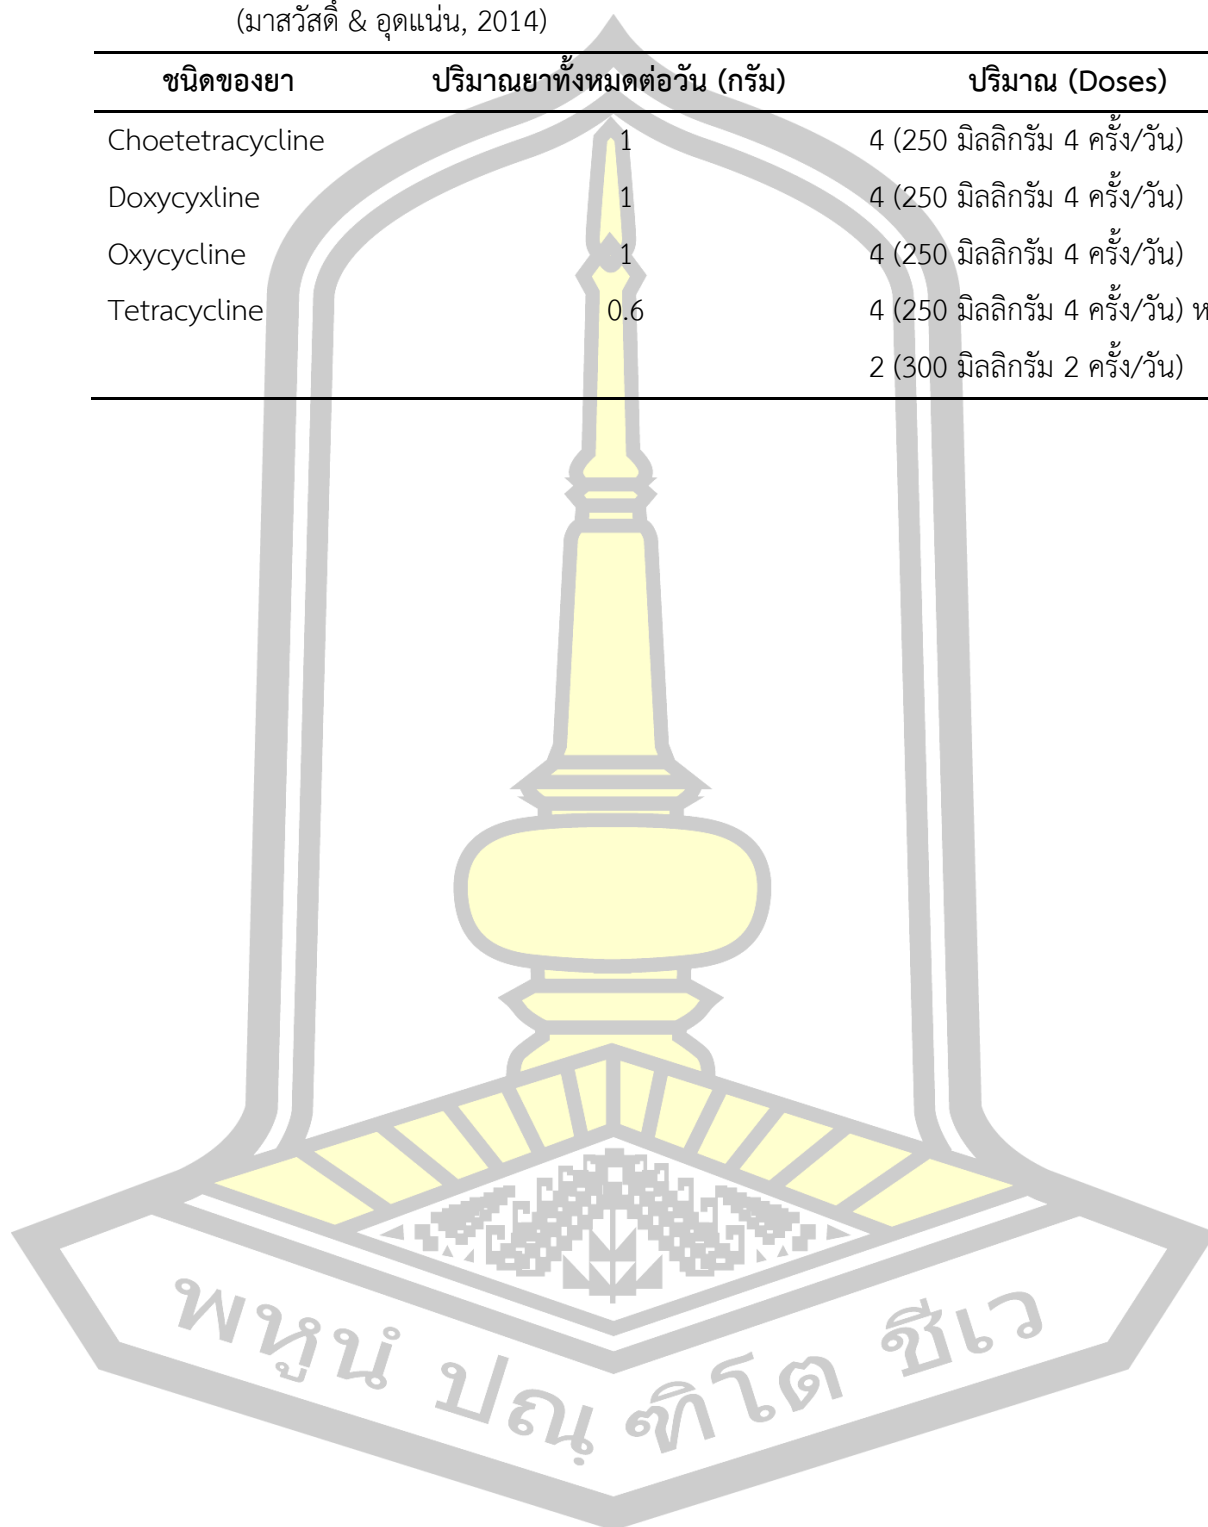 (มาสวัสดิ์ & อุดแน่น, 2014)
ชนิดของยา ปริมาณยาทั้งหมดต่อวัน (กรัม) ปริมาณ (Doses)
Choetetracycline 1 4 (250 มิลลิกรัม 4 ครั้ง/วัน)
Doxycyxline 1 4 (250 มิลลิกรัม 4 ครั้ง/วัน)
Oxycycline 1 4 (250 มิลลิกรัม 4 ครั้ง/วัน)
Tetracycline 0.6 4 (250 มิลลิกรัม 4 ครั้ง/วัน) ห
2 (300 มิลลิกรัม 2 ครั้ง/วัน)
พหูนํ ปณฺฑิโต ชีเว